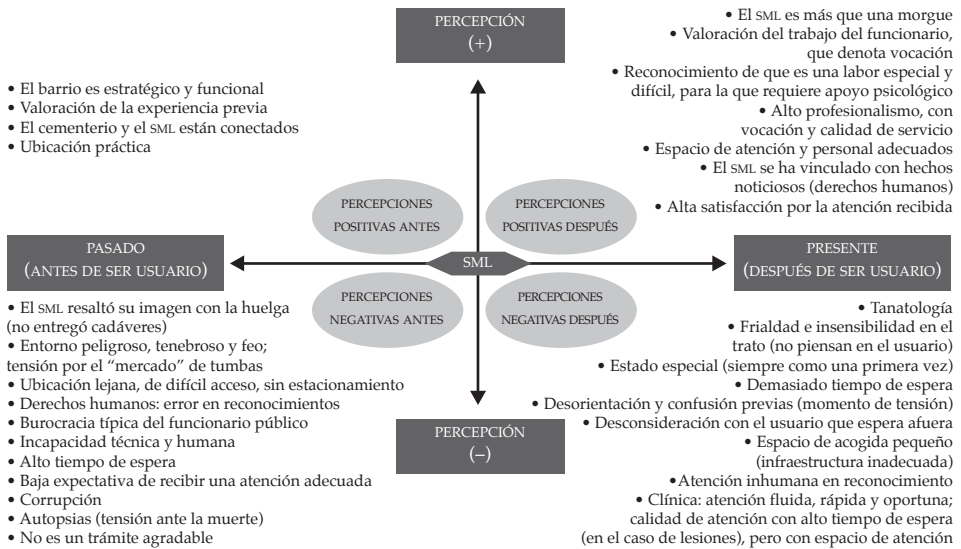 PERCEPCIÓN
(+)
• El barrio es estratégico y funcional
• Valoración de la experiencia previa
• El cementerio y el SML están conectados
• Ubicación práctica
• El SML es más que una morgue
• Valoración del trabajo del funcionario,
que denota vocación
• Reconocimiento de que es una labor especial y
difícil, para la que requiere apoyo psicológico
• Alto profesionalismo, con
vocación y calidad de servicio
• Espacio de atención y personal adecuados
• El SML se ha vinculado con hechos
noticiosos (derechos humanos)
• Alta satisfacción por la atención recibida
PERCEPCIONES
POSITIVAS ANTES
PERCEPCIONES
POSITIVAS DESPUÉS
PASADO
(ANTES DE SER USUARIO)
SML
PRESENTE
(DESPUÉS DE SER USUARIO)
PERCEPCIONES
NEGATIVAS ANTES
PERCEPCIONES
NEGATIVAS DESPUÉS
• El SML resaltó su imagen con la huelga
(no entregó cadáveres)
• Entorno peligroso, tenebroso y feo;
tensión por el “mercado” de tumbas
• Ubicación lejana, de difícil acceso, sin estacionamiento
• Derechos humanos: error en reconocimientos
• Burocracia típica del funcionario público
• Incapacidad técnica y humana
• Alto tiempo de espera
• Baja expectativa de recibir una atención adecuada
• Corrupción
• Autopsias (tensión ante la muerte)
• No es un trámite agradable
PERCEPCIÓN
(–)
• Tanatología
• Frialdad e insensibilidad en el
trato (no piensan en el usuario)
• Estado especial (siempre como una primera vez)
• Demasiado tiempo de espera
• Desorientación y confusión previas (momento de tensión)
• Desconsideración con el usuario que espera afuera
• Espacio de acogida pequeño
(infraestructura inadecuada)
•Atención inhumana en reconocimiento
• Clínica: atención fluida, rápida y oportuna;
calidad de atención con alto tiempo de espera
(en el caso de lesiones), pero con espacio de atención